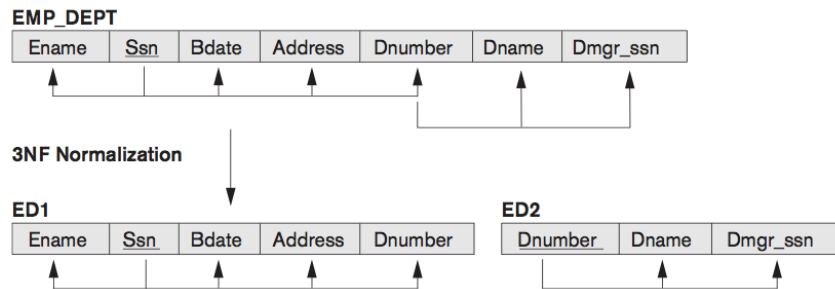 EMP_DEPT
Ename Ssn Bdate Address Dnumber Dname Dmgr_ssn
3NF Normalization
ED1
Ename Ssn Bdate Address Dnumber
ED2
Dnumber Dname Dmgr_ssn